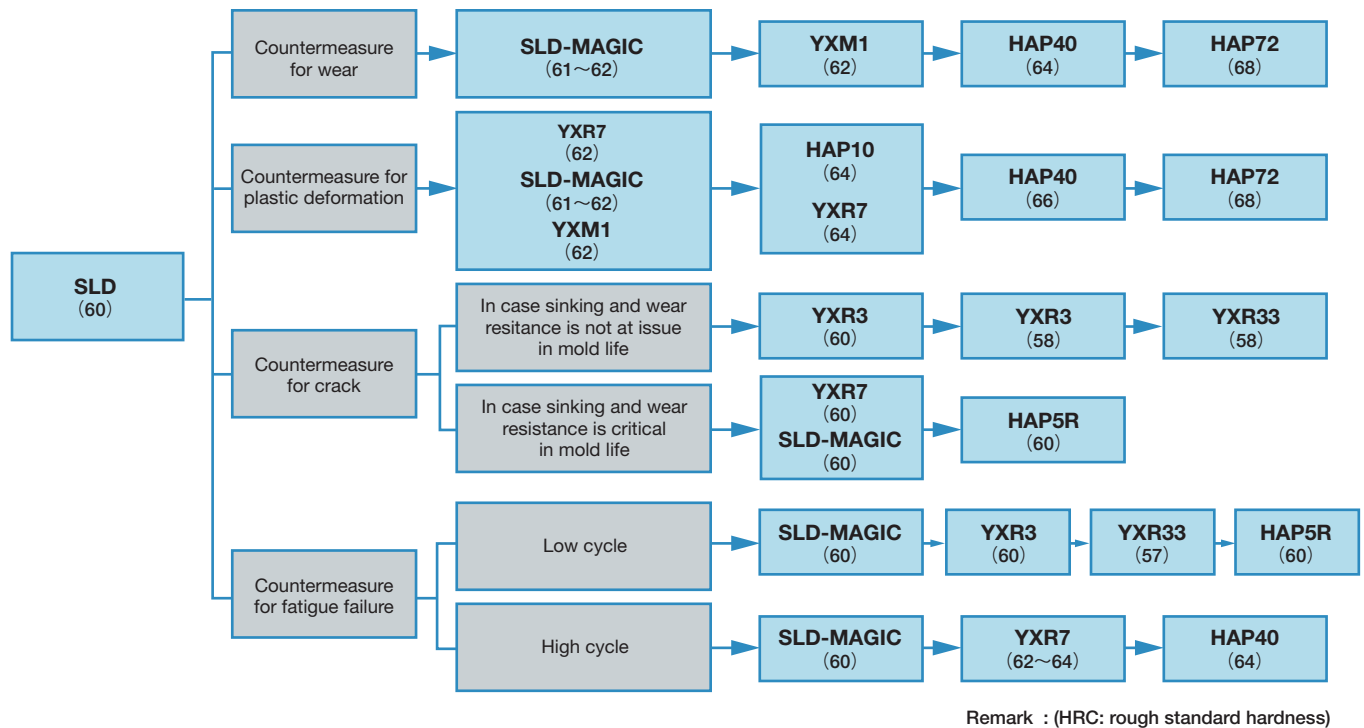 Countermeasure
for wear
SLD-MAGIC
(61～62)
YXM1
(62)
HAP40
(64)
HAP72
(68)
Countermeasure for
plastic deformation
YXR7
(62)
SLD-MAGIC
(61～62)
YXM1
(62)
HAP10
(64)
YXR7
(64)
HAP40
(66)
HAP72
(68)
SLD
(60)
Countermeasure
for crack
In case sinking and wear
resitance is not at issue
in mold life
YXR3
(60)
YXR3
(58)
YXR33
(58)
In case sinking and wear
resistance is critical
in mold life
YXR7
(60)
SLD-MAGIC
(60)
HAP5R
(60)
Countermeasure
for fatigue failure
Low cycle
SLD-MAGIC
(60)
YXR3
(60)
YXR33
(57)
HAP5R
(60)
High cycle
SLD-MAGIC
(60)
YXR7
(62～64)
HAP40
(64)
Remark : (HRC: rough standard hardness)